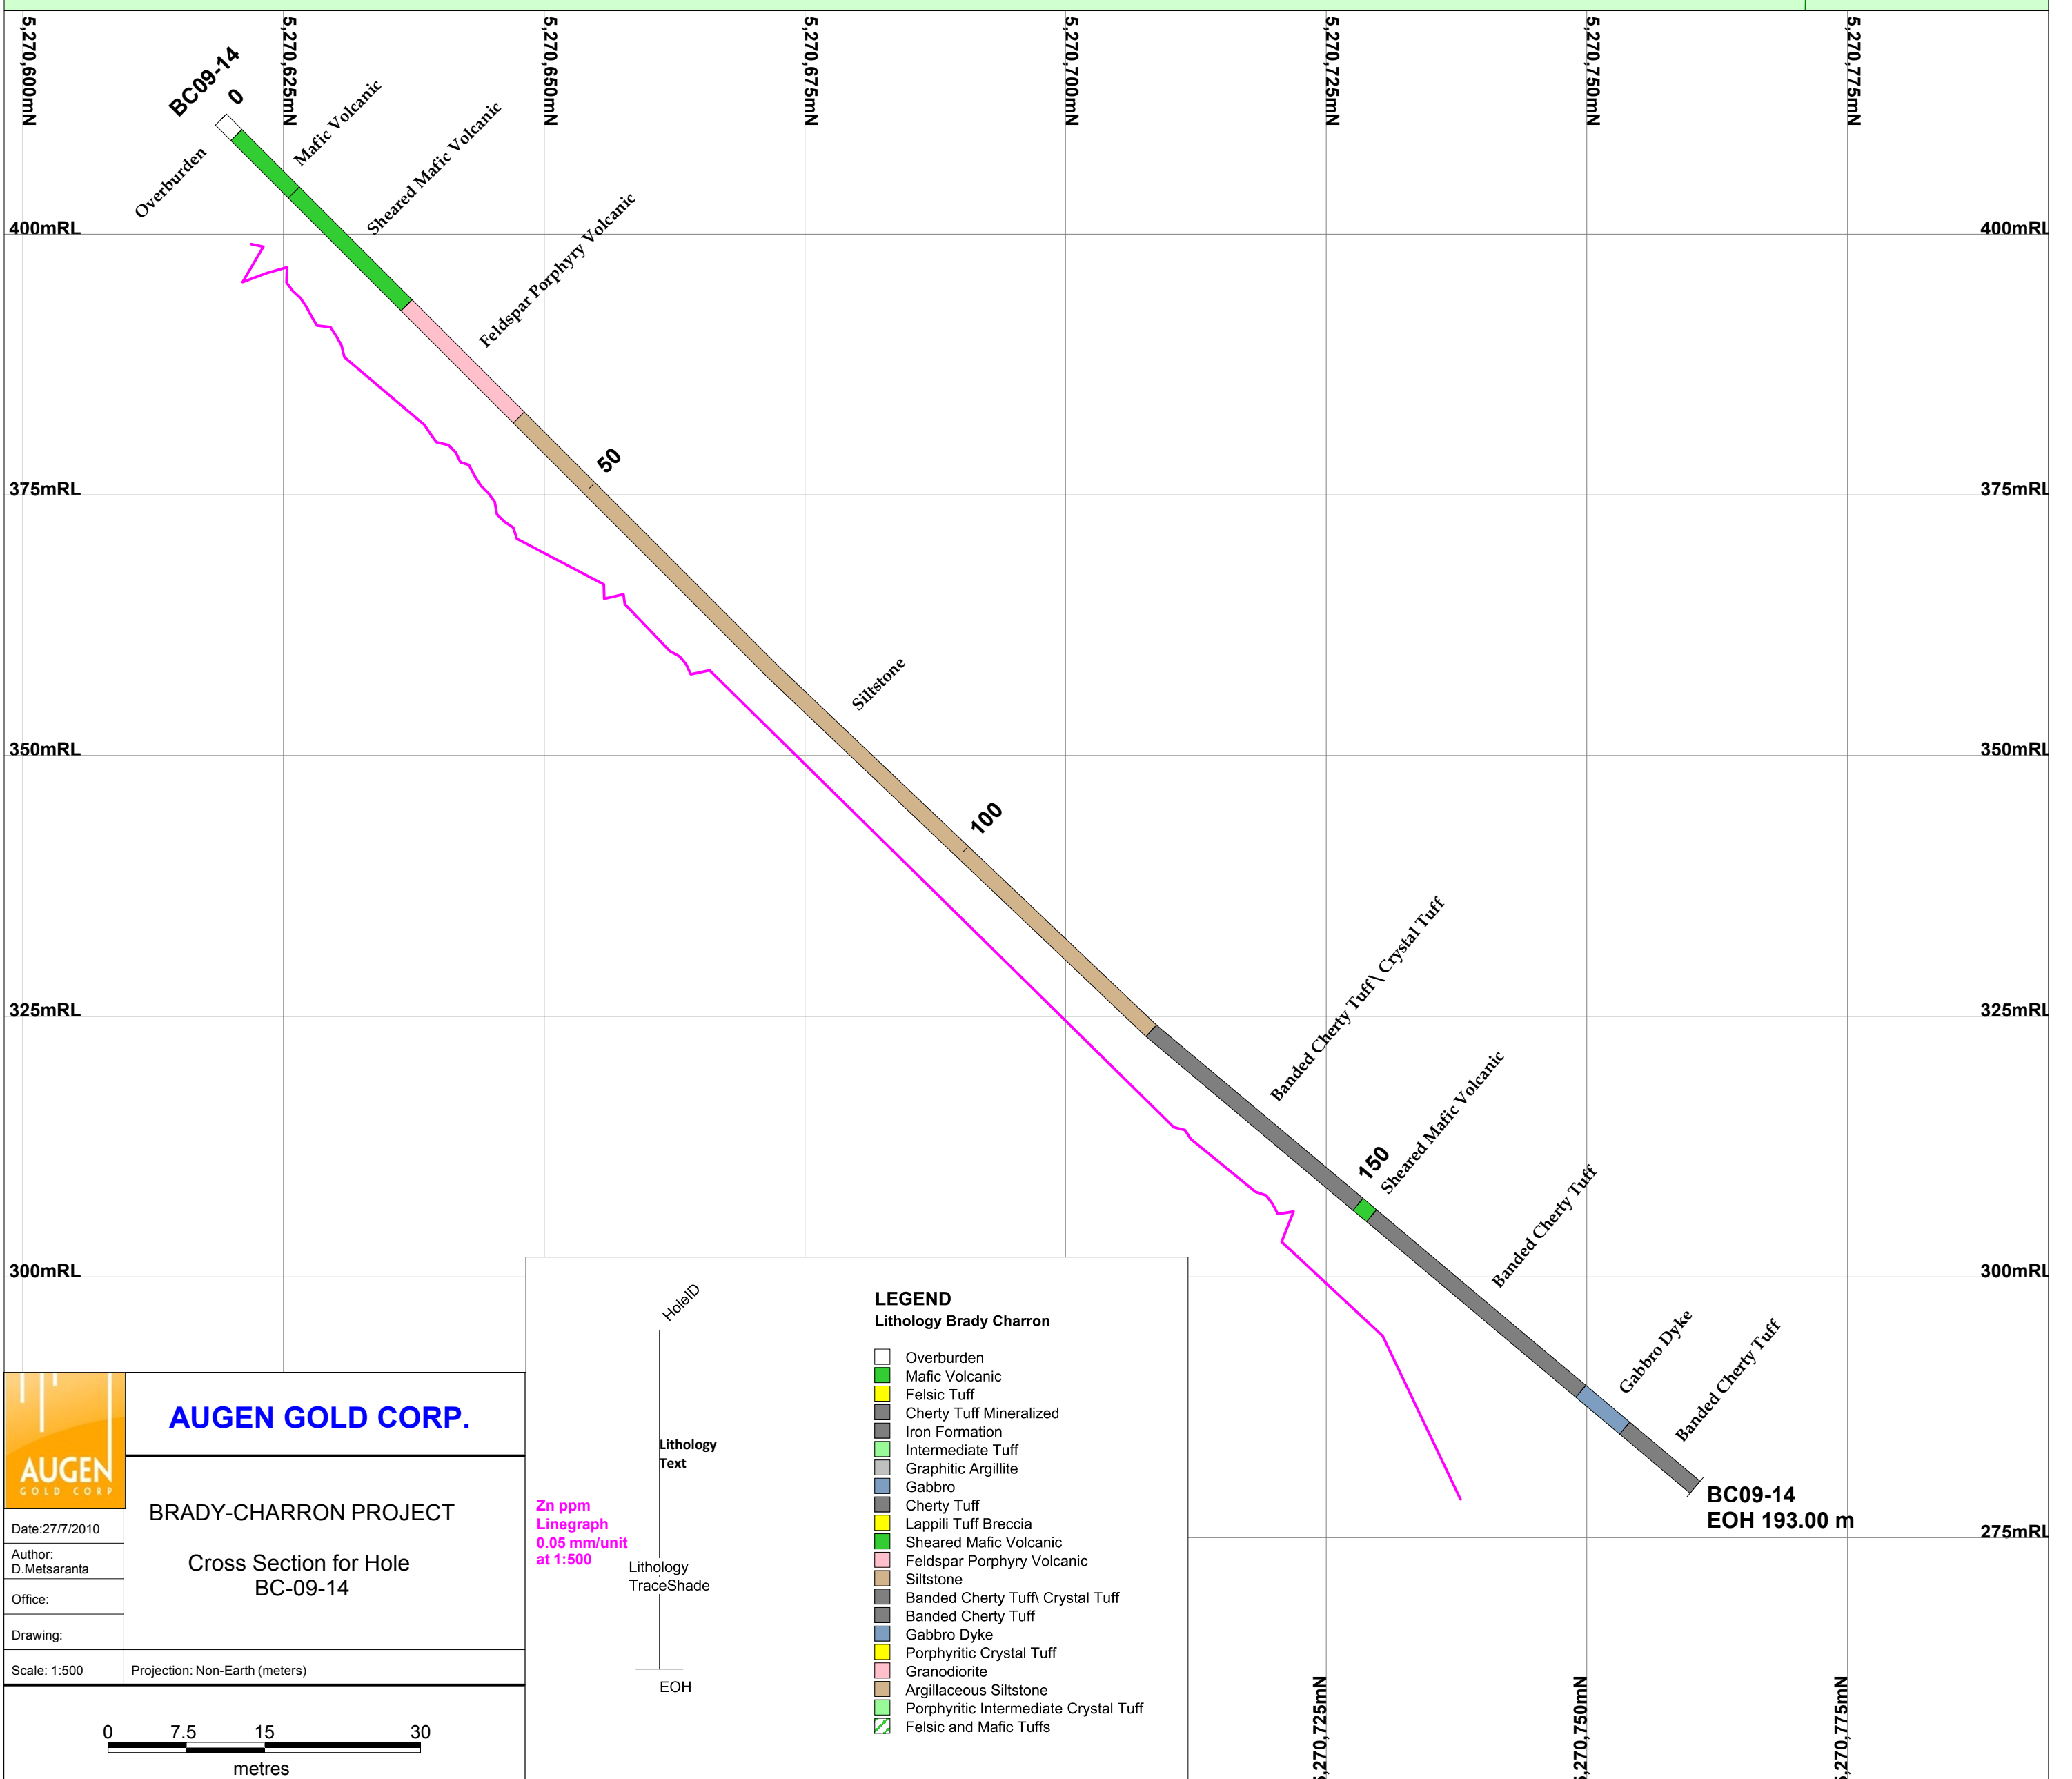 5,270,600mN
5,270,625mN
5,270,650mN
5,270,675mN
5,270,700mN
5,270,725mN
5,270,750mN
5,270,775mN
BC09-14
0
Overburden
Mafic Volcanic
Sheared Mafic Volcanic
Feldspar Porphyry Volcanic
400mRL
400mRL
50
375mRL
375mRL
Siltstone
350mRL
350mRL
100
Banded Cherty Tuff\ Crystal Tuff
325mRL
325mRL
150
Sheared Mafic Volcanic
Banded Cherty Tuff
300mRL
300mRL
Gabbro Dyke
Banded Cherty Tuff
BC09-14
EOH 193.00 m
275mRL
AUGEN
GOLD CORP
AUGEN GOLD CORP.
BRADY-CHARRON PROJECT
Cross Section for Hole
BC-09-14
Date:27/7/2010
Author:
D.Metsaranta
Office:
Drawing:
Scale: 1:500
Projection: Non-Earth (meters)
0 7.5 15 30
metres
HoleID
Lithology
Text
Zn ppm
Linegraph
0.05 mm/unit
at 1:500
Lithology
TraceShade
EOH
LEGEND
Lithology Brady Charron
Overburden
Mafic Volcanic
Felsic Tuff
Cherty Tuff Mineralized
Iron Formation
Intermediate Tuff
Graphitic Argillite
Gabbro
Cherty Tuff
Lappili Tuff Breccia
Sheared Mafic Volcanic
Feldspar Porphyry Volcanic
Siltstone
Banded Cherty Tuff\ Crystal Tuff
Banded Cherty Tuff
Gabbro Dyke
Porphyritic Crystal Tuff
Granodiorite
Argillaceous Siltstone
Porphyritic Intermediate Crystal Tuff
Felsic and Mafic Tuffs
,270,725mN
,270,750mN
,270,775mN